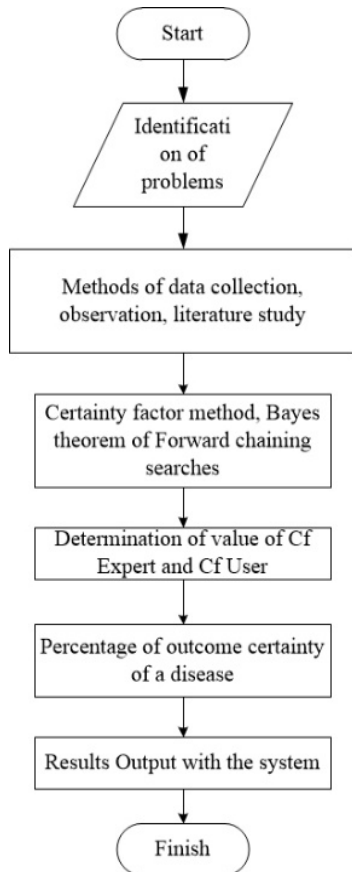 Start
Identificati
on of
problems
Methods of data collection,
observation, literature study
Certainty factor method, Bayes
theorem of Forward chaining
searches
Determination of value of Cf
Expert and Cf User
Percentage of outcome certainty
of a disease
Results Output with the system
Finish